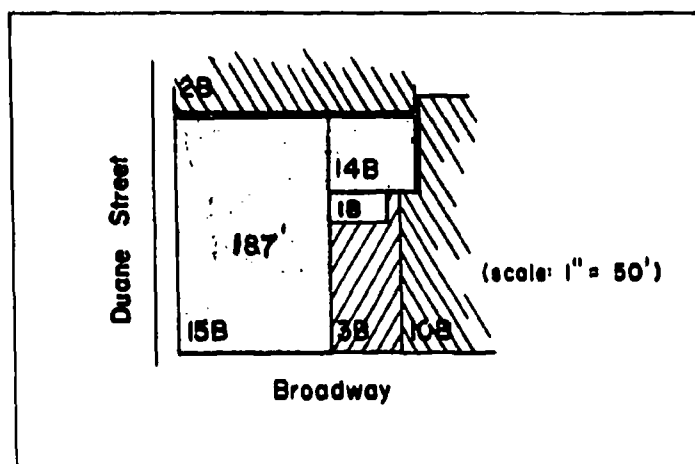 2B
14B
1B
Duane Street
187'
(scale: 1" = 50')
15B
3B
10B
Broadway